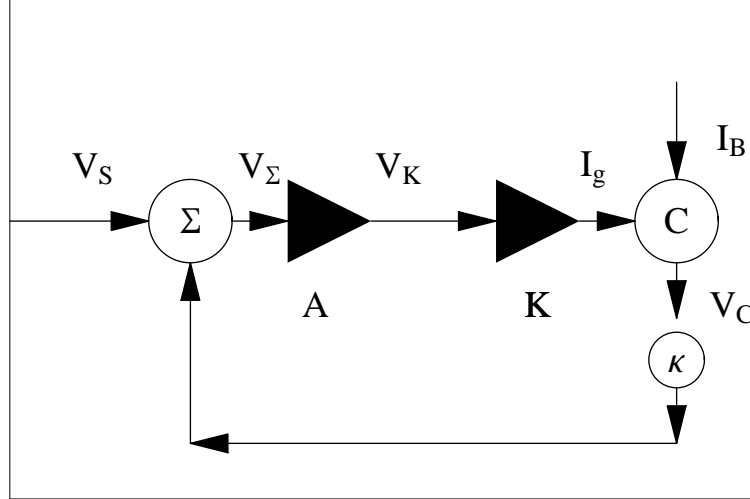 I_B
V_S V_Σ V_K I_g
Σ C
A K V_C
κ